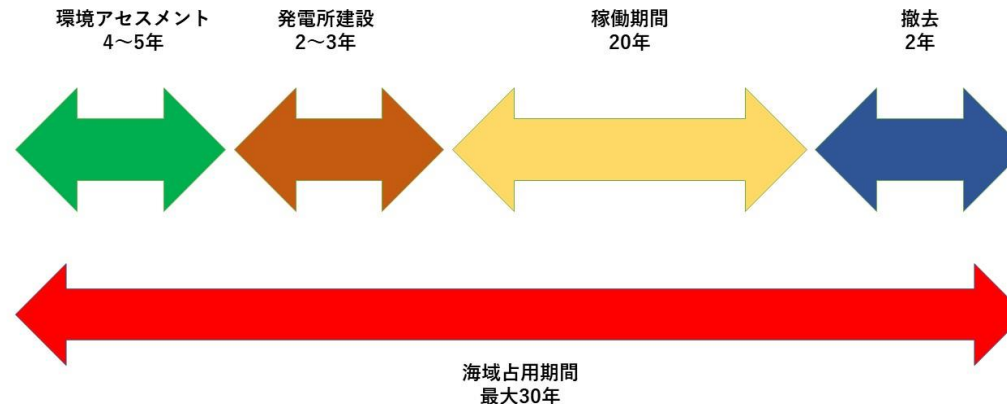 環境アセスメント
4～5年
発電所建設
2～3年
稼働期間
20年
撤去
2年
海域占用期間
最大30年